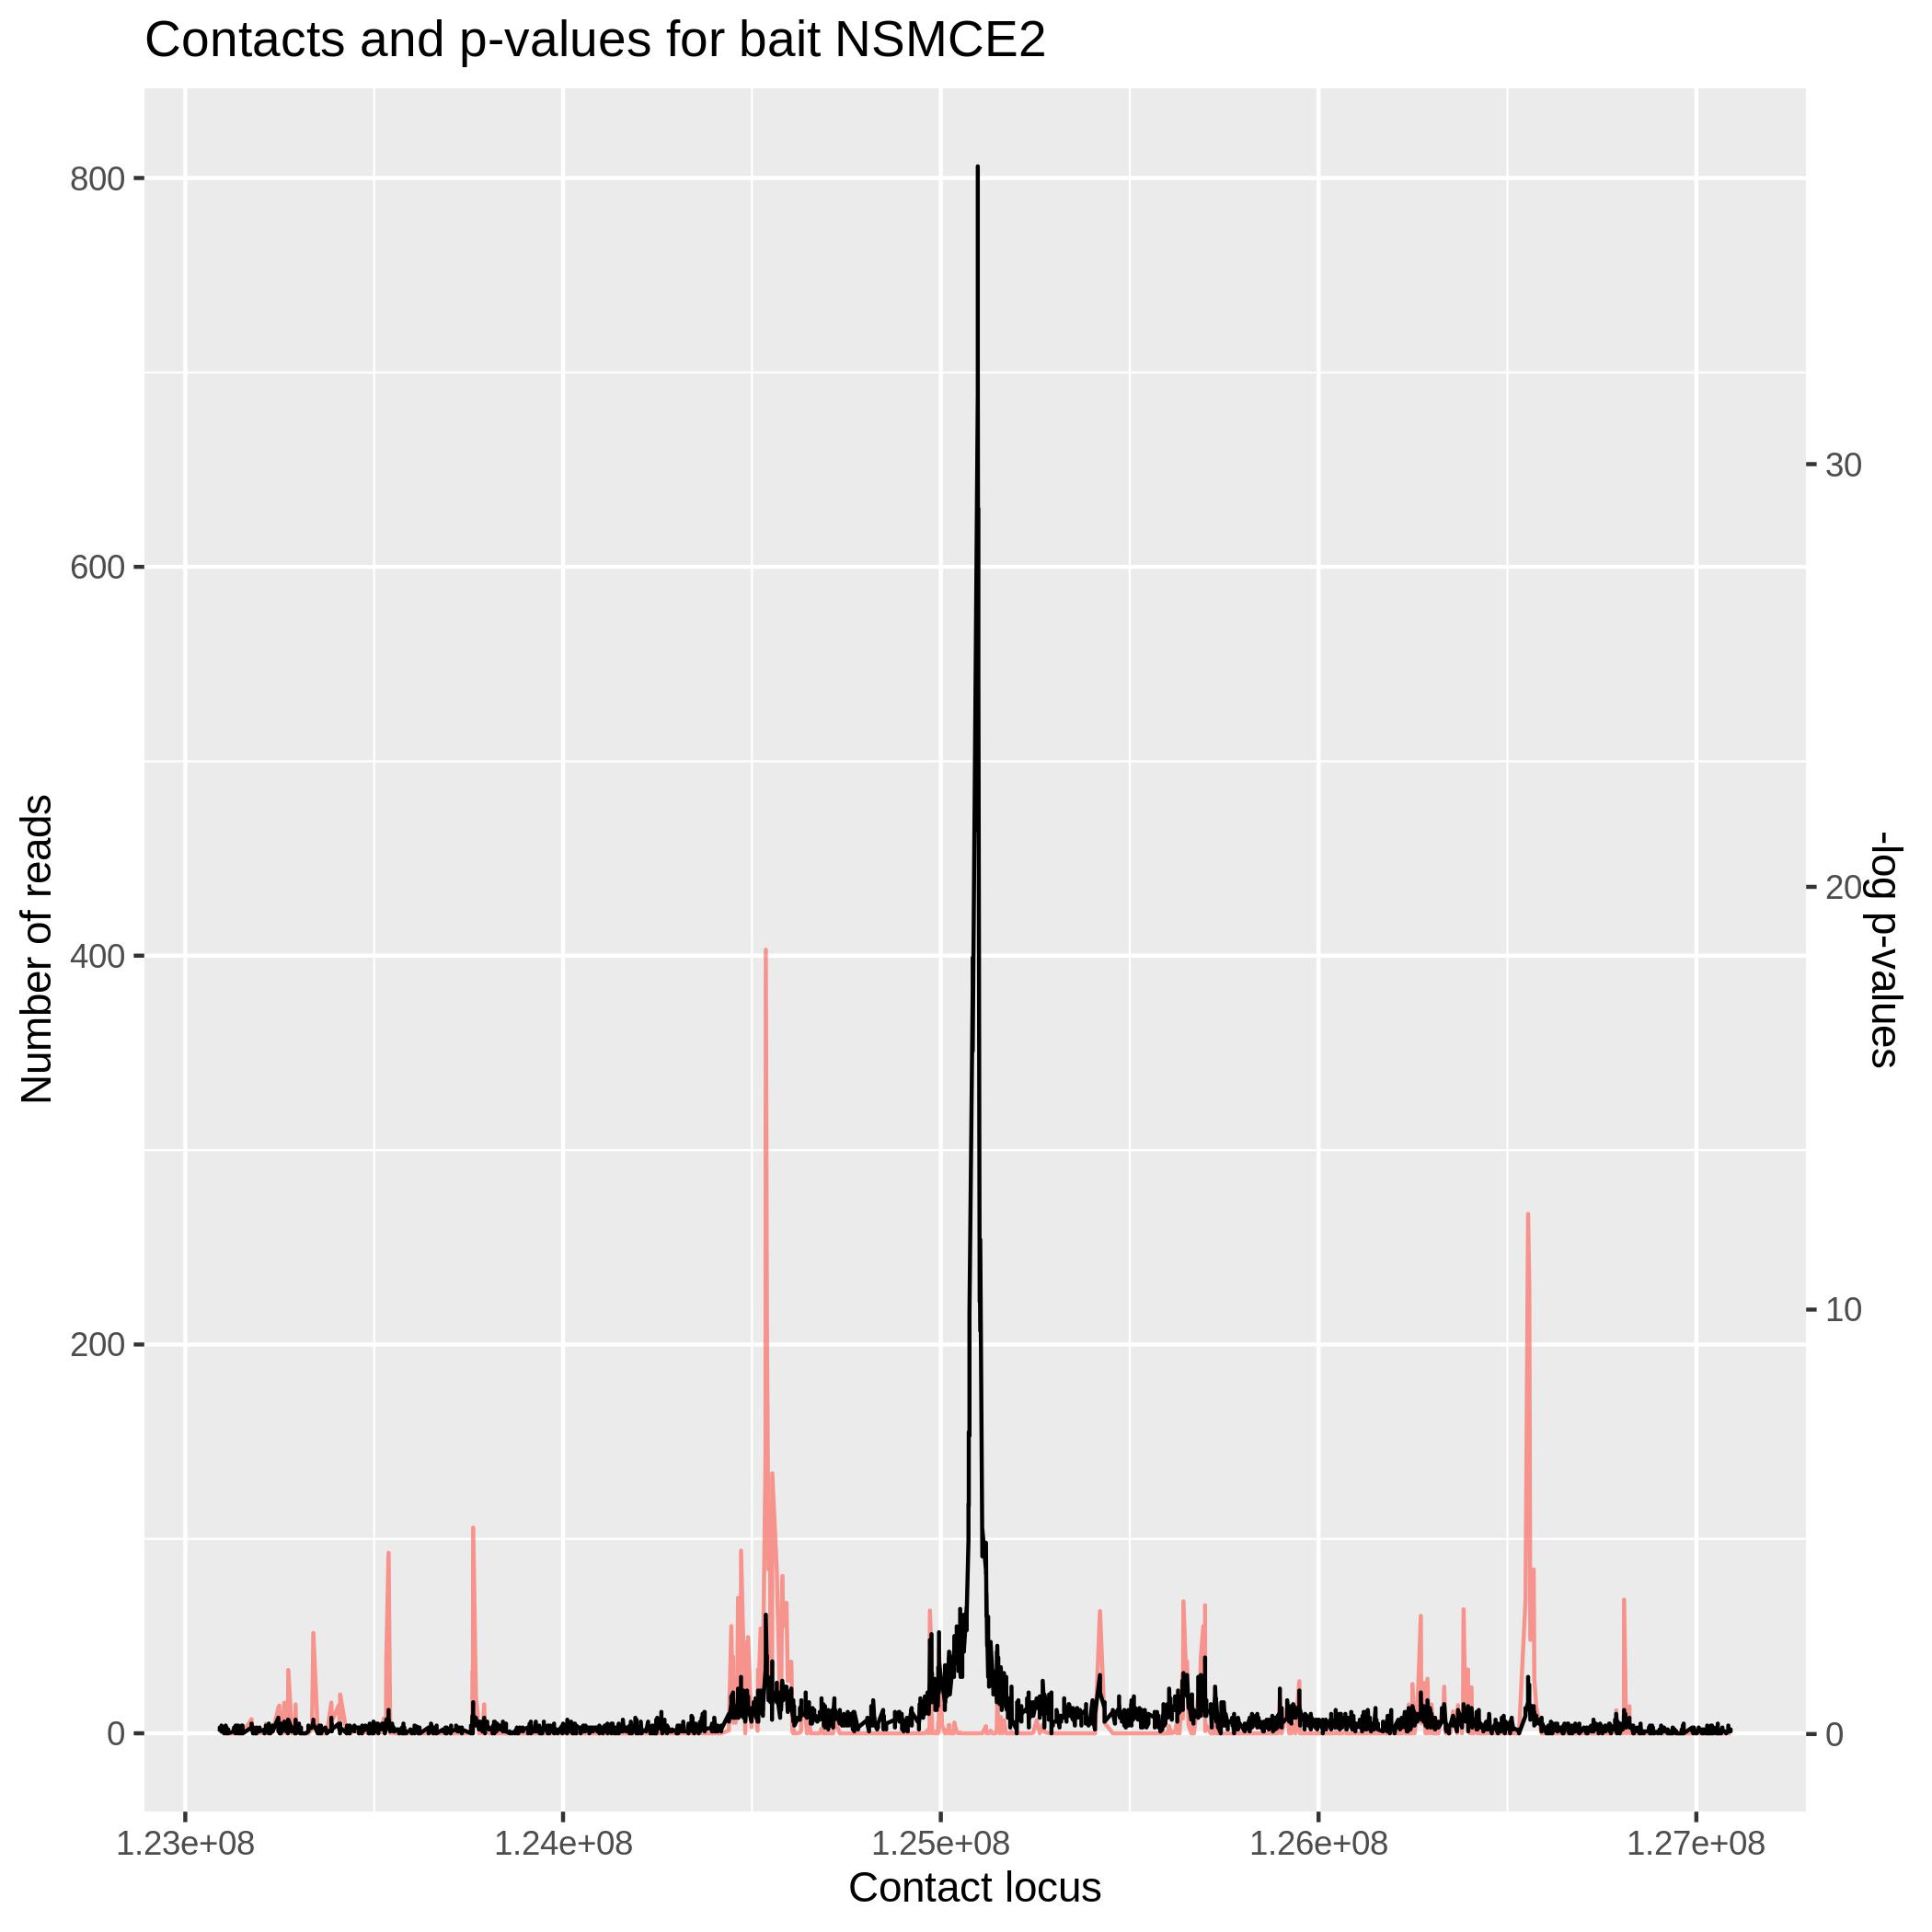 Contacts and p-values for bait NSMCE2
800
600
400
200
0
Number of reads
30
20
10
0
-log p-values
1.23e+08
1.24e+08
1.25e+08
1.26e+08
1.27e+08
Contact locus